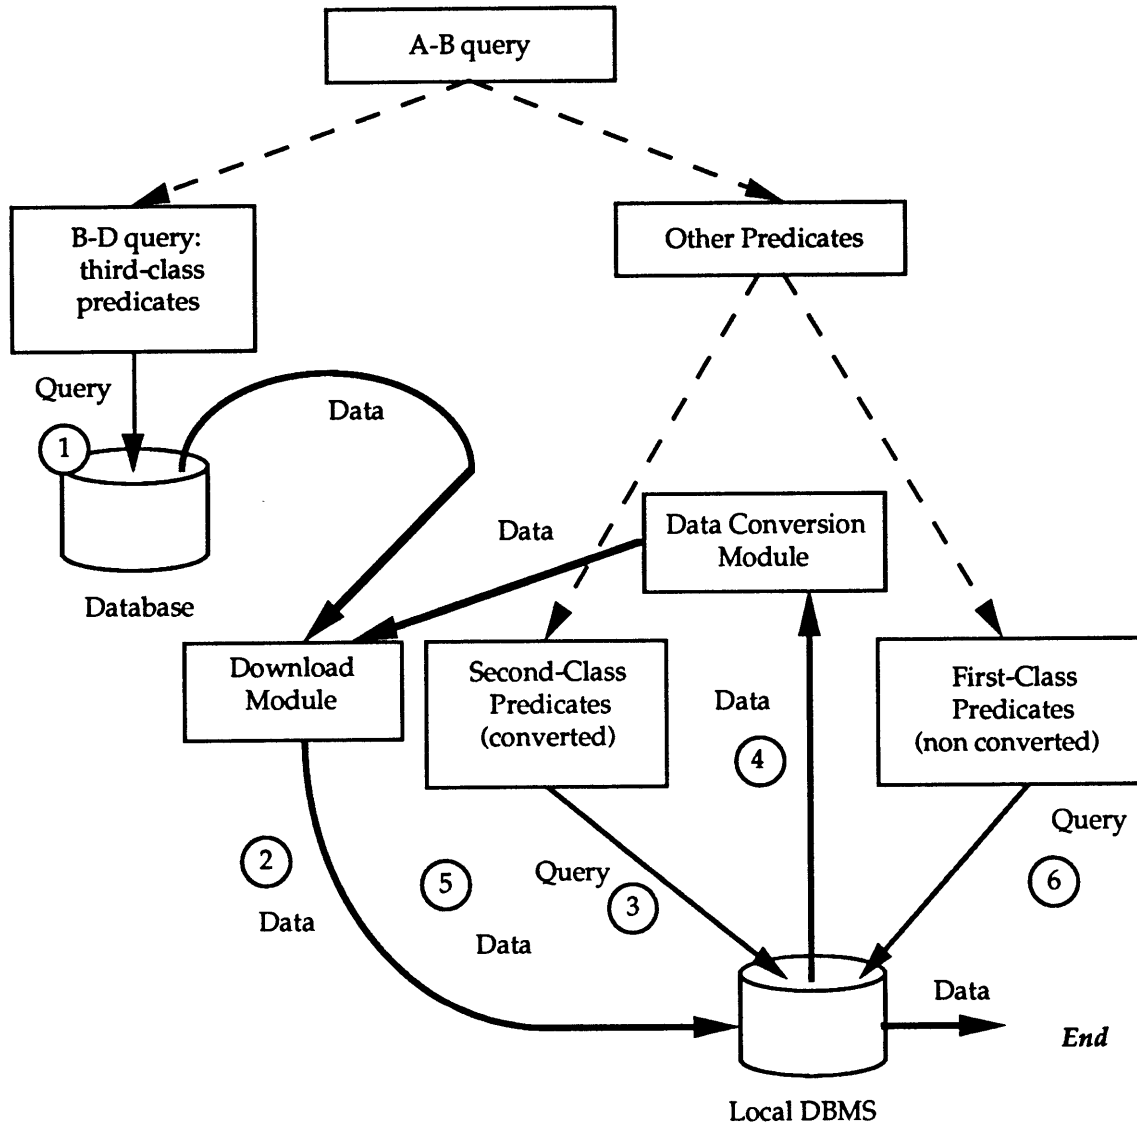 A-B query
B-D query:
third-class
predicates
Other Predicates
Query
1
Data
Database
Data
Data Conversion
Module
Download
Module
Second-Class
Predicates
(converted)
Data
4
First-Class
Predicates
(non converted)
2
Data
5
Data
Query
3
Query
6
Data
End
Local DBMS